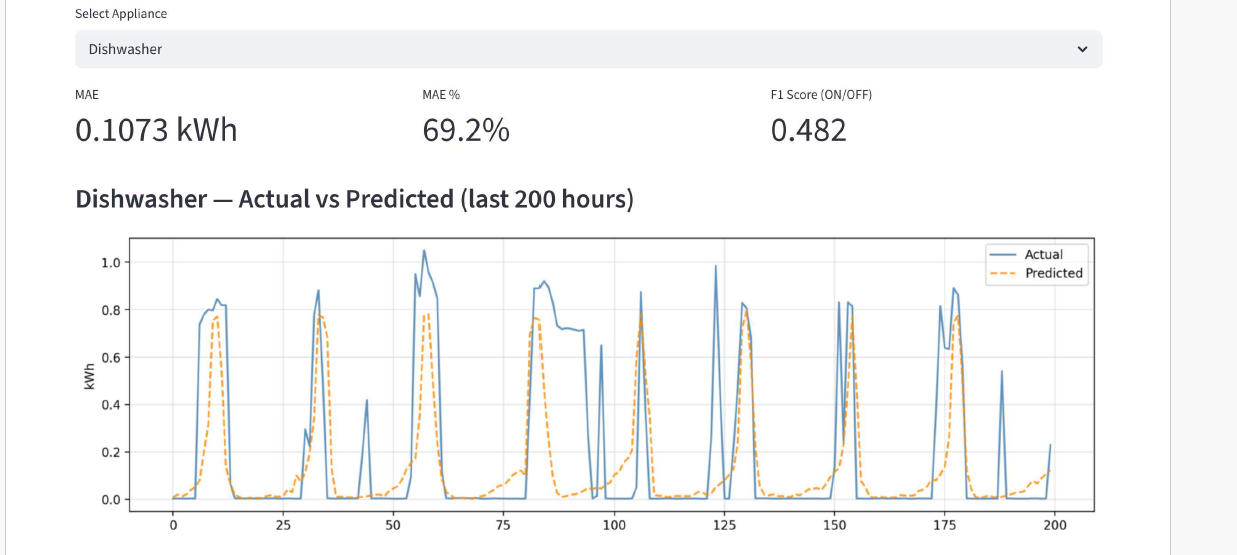 Select Appliance
Dishwasher
MAE MAE % F1 Score (ON/OFF)
0.1073 kWh 69.2% 0.482
Dishwasher — Actual vs Predicted (last 200 hours)
Actual
Predicted
1.0
0.8
0.6
0.4
0.2
0.0
kWh
0 25 50 75 100 125 150 175 200